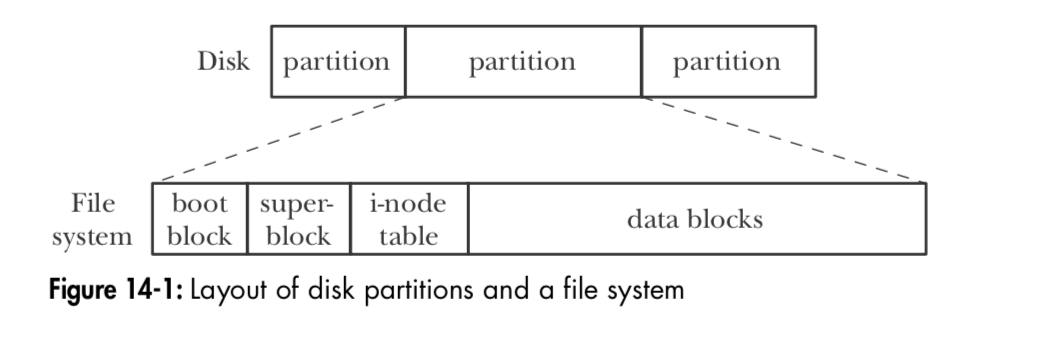 Disk partition partition partition
File system
boot block
super-block
i-node table
data blocks
Figure 14-1: Layout of disk partitions and a file system